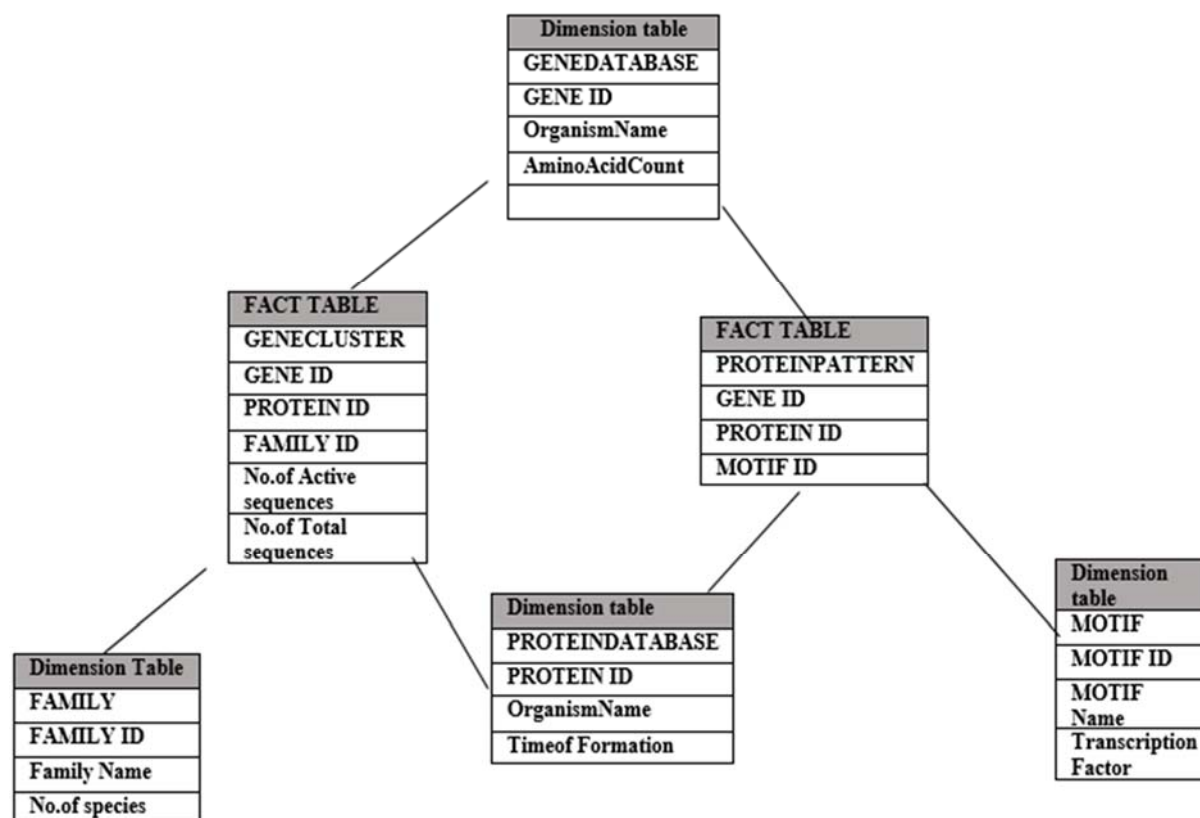 Dimension table
GENEDATABASE
GENE ID
OrganismName
AminoAcidCount
FACT TABLE
GENECLUSTER
GENE ID
PROTEIN ID
FAMILY ID
No.of Active
sequences
No.of Total
sequences
FACT TABLE
PROTEINPATTERN
GENE ID
PROTEIN ID
MOTIF ID
Dimension Table
FAMILY
FAMILY ID
Family Name
No.of species
Dimension table
PROTEINDATABASE
PROTEIN ID
OrganismName
Timeof Formation
Dimension
table
MOTIF
MOTIF ID
MOTIF
Name
Transcription
Factor